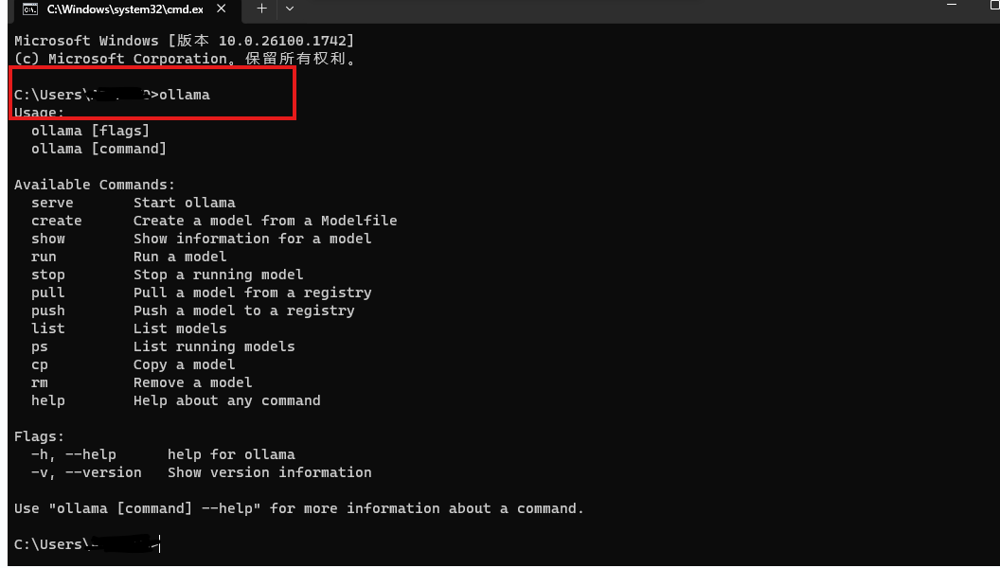 C:\Windows\system32\cmd.ex
Microsoft Windows [版本 10.0.26100.1742]
(c) Microsoft Corporation。保留所有权利。
C:\Users\ >ollama
Usage:
  ollama [flags]
  ollama [command]
Available Commands:
  serve       Start ollama
  create      Create a model from a Modelfile
  show        Show information for a model
  run         Run a model
  stop        Stop a running model
  pull        Pull a model from a registry
  push        Push a model to a registry
  list        List models
  ps          List running models
  cp          Copy a model
  rm          Remove a model
  help        Help about any command
Flags:
  -h, --help      help for ollama
  -v, --version   Show version information
Use "ollama [command] --help" for more information about a command.
C:\Users\